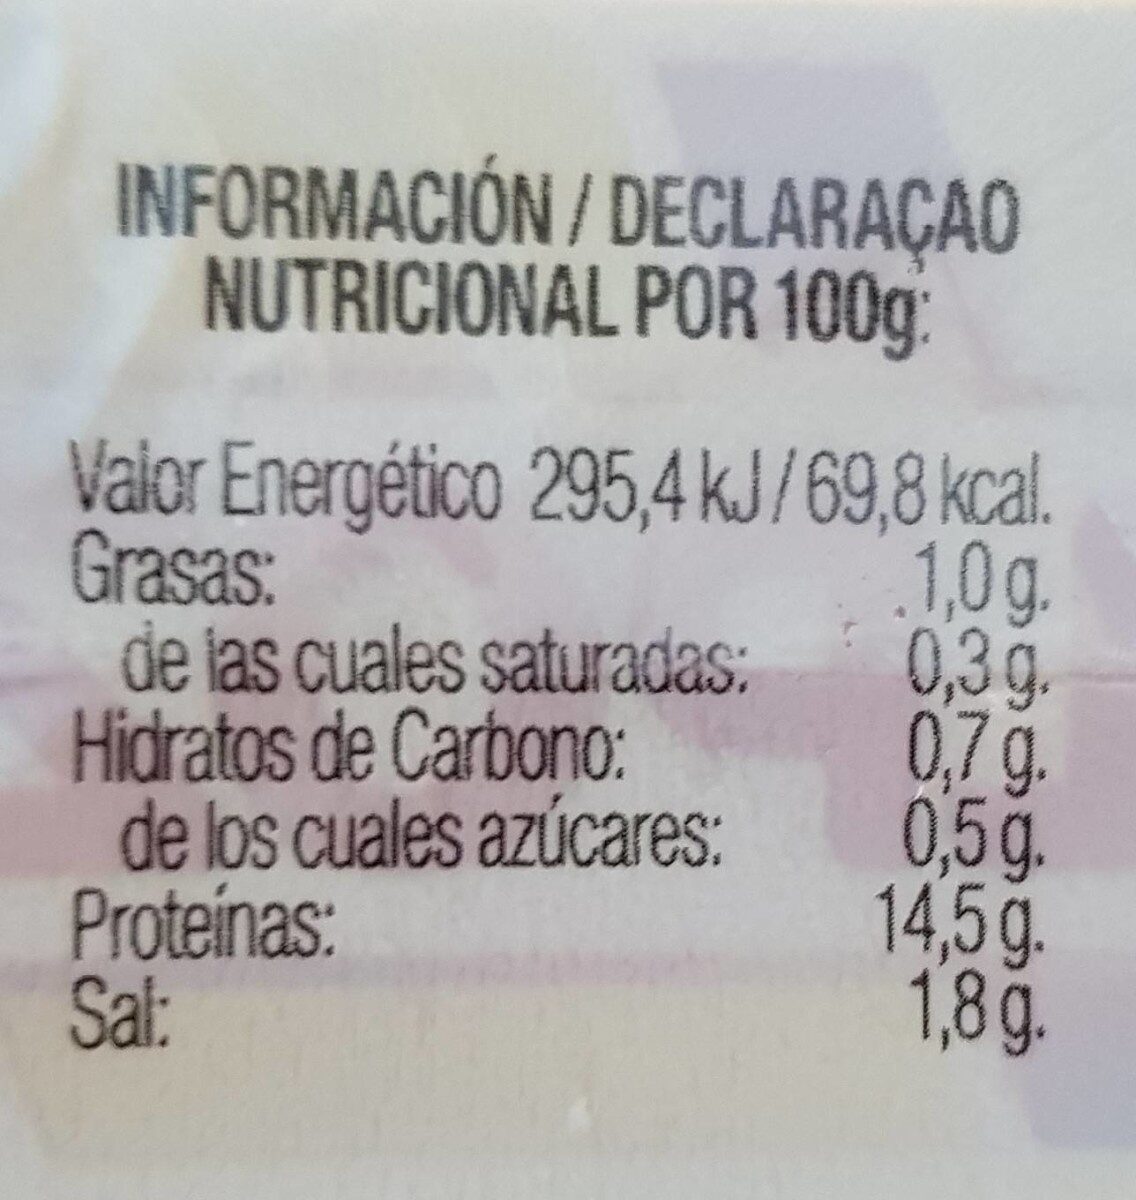 INFORMACIÓN / DECLARAÇAO
NUTRICIONAL POR 100g:
Valor Energético 295,4 kJ / 69,8 kcal.
Grasas: 1,0 g.
de las cuales saturadas: 0,3 g.
Hidratos de Carbono: 0,7 g.
de los cuales azúcares: 0,5 g.
Proteínas: 14,5 g.
Sal: 1,8 g.